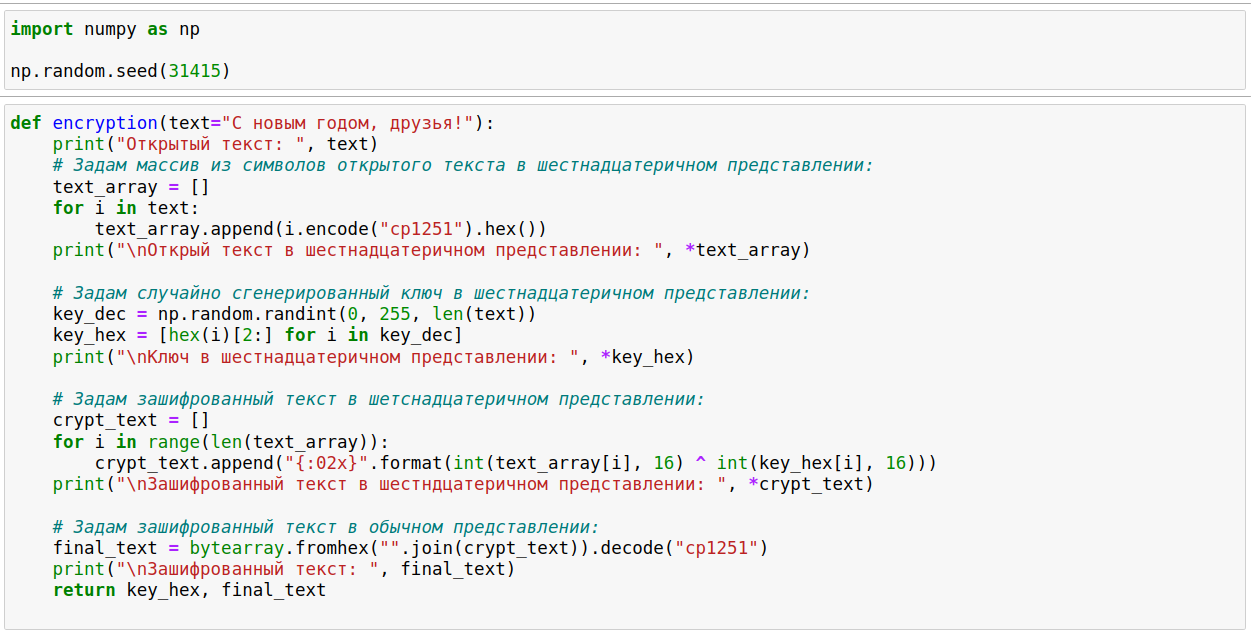 import numpy as np
np.random.seed(31415)
def encryption(text="С новым годом, друзья!"):
    print("Открытый текст: ", text)
    # Задам массив из символов открытого текста в шестнадцатеричном представлении:
    text_array = []
    for i in text:
        text_array.append(i.encode("cp1251").hex())
    print("\nОткрый текст в шестнадцатеричном представлении: ", *text_array)
    # Задам случайно сгенерированный ключ в шестнадцатеричном представлении:
    key_dec = np.random.randint(0, 255, len(text))
    key_hex = [hex(i)[2:] for i in key_dec]
    print("\nКлюч в шестнадцатеричном представлении: ", *key_hex)
    # Задам зашифрованный текст в шетснадцатеричном представлении:
    crypt_text = []
    for i in range(len(text_array)):
        crypt_text.append("{:02x}".format(int(text_array[i], 16) ^ int(key_hex[i], 16)))
    print("\nЗашифрованный текст в шестндцатеричном представлении: ", *crypt_text)
    # Задам зашифрованный текст в обычном представлении:
    final_text = bytearray.fromhex("".join(crypt_text)).decode("cp1251")
    print("\nЗашифрованный текст: ", final_text)
    return key_hex, final_text